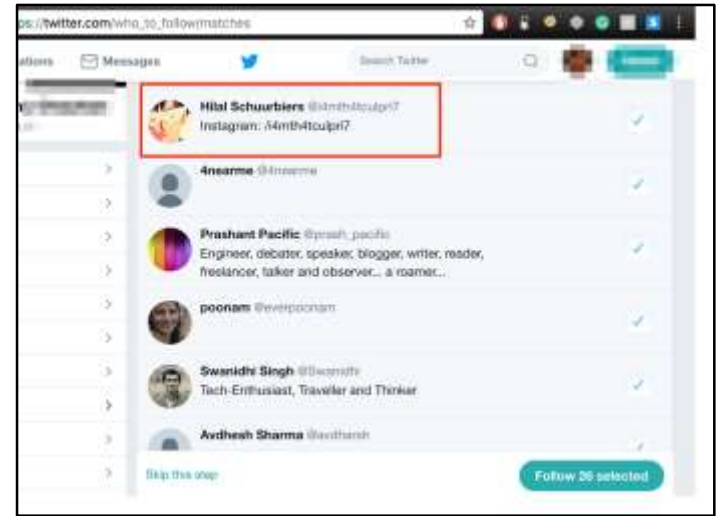 ps://twitter.com/who_to_follow/matches
ations Messages Search Twitter
Hilal Schuurbiers @i4mth4tculpri7
Instagram: /i4mth4tculpri7
4nearme @4nearme
Prashant Pacific @prash_pacific
Engineer, debater, speaker, blogger, writer, reader,
freelancer, talker and observer... a roamer...
poonam @everpoonam
Swanidhi Singh @Swanidhi
Tech-Enthusiast, Traveller and Thinker
Avdhesh Sharma
Skip this step Follow 26 selected